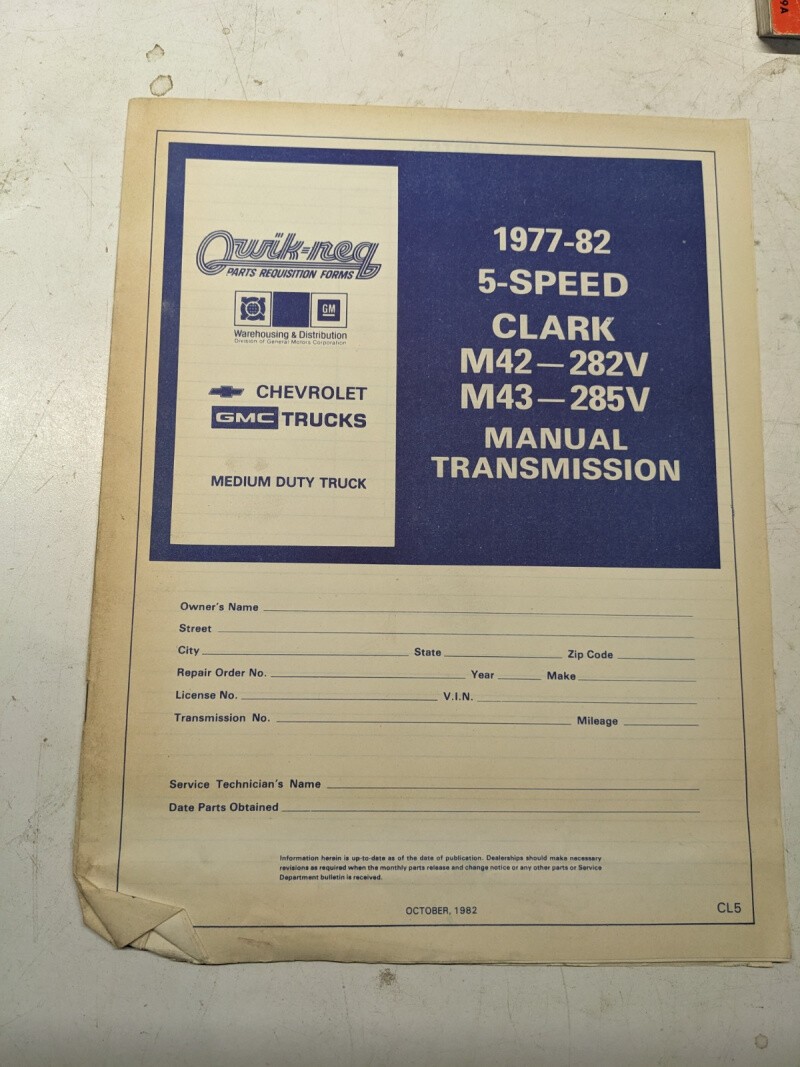 9A
Qwik-req
PARTS REQUISITION FORMS
GM
Warehousing & Distribution
Division of General Motors Corporation
CHEVROLET
GMC TRUCKS
MEDIUM DUTY TRUCK
1977-82
5-SPEED
CLARK
M42—282V
M43—285V
MANUAL
TRANSMISSION
Owner's Name
Street
City State Zip Code
Repair Order No. Year Make
License No. V.I.N.
Transmission No. Mileage
Service Technician's Name
Date Parts Obtained
Information herein is up-to-date as of the date of publication. Dealerships should make necessary
revisions as required when the monthly parts release and change notice or any other parts or Service
Department bulletin is received.
OCTOBER, 1982
CL5